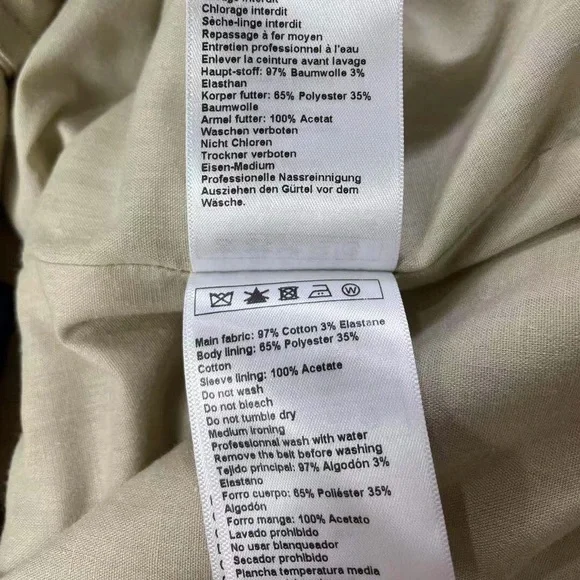 Lavage interdit
Chlorage interdit
Sèche-linge interdit
Repassage à fer moyen
Entretien professionnel à l'eau
Enlever la ceinture avant lavage
Haupt-stoff: 97% Baumwolle 3%
Elasthan
Korper futter: 65% Polyester 35%
Baumwolle
Armel futter: 100% Acetat
Waschen verboten
Nicht Chloren
Trockner verboten
Eisen-Medium
Professionelle Nassreinigung
Ausziehen den Gürtel vor dem
Wäsche.
W
Main fabric: 97% Cotton 3% Elastane
Body lining: 65% Polyester 35%
Cotton
Sleeve lining: 100% Acetate
Do not wash
Do not bleach
Do not tumble dry
Medium ironing
Professionnal wash with water
Remove the belt before washing
Tejido principal: 97% Algodón 3%
Elastano
Forro cuerpo: 65% Poliéster 35%
Algodón
Forro manga: 100% Acetato
Lavado prohibido
No usar blanqueador
Secado prohibido
Plancha temperatura media